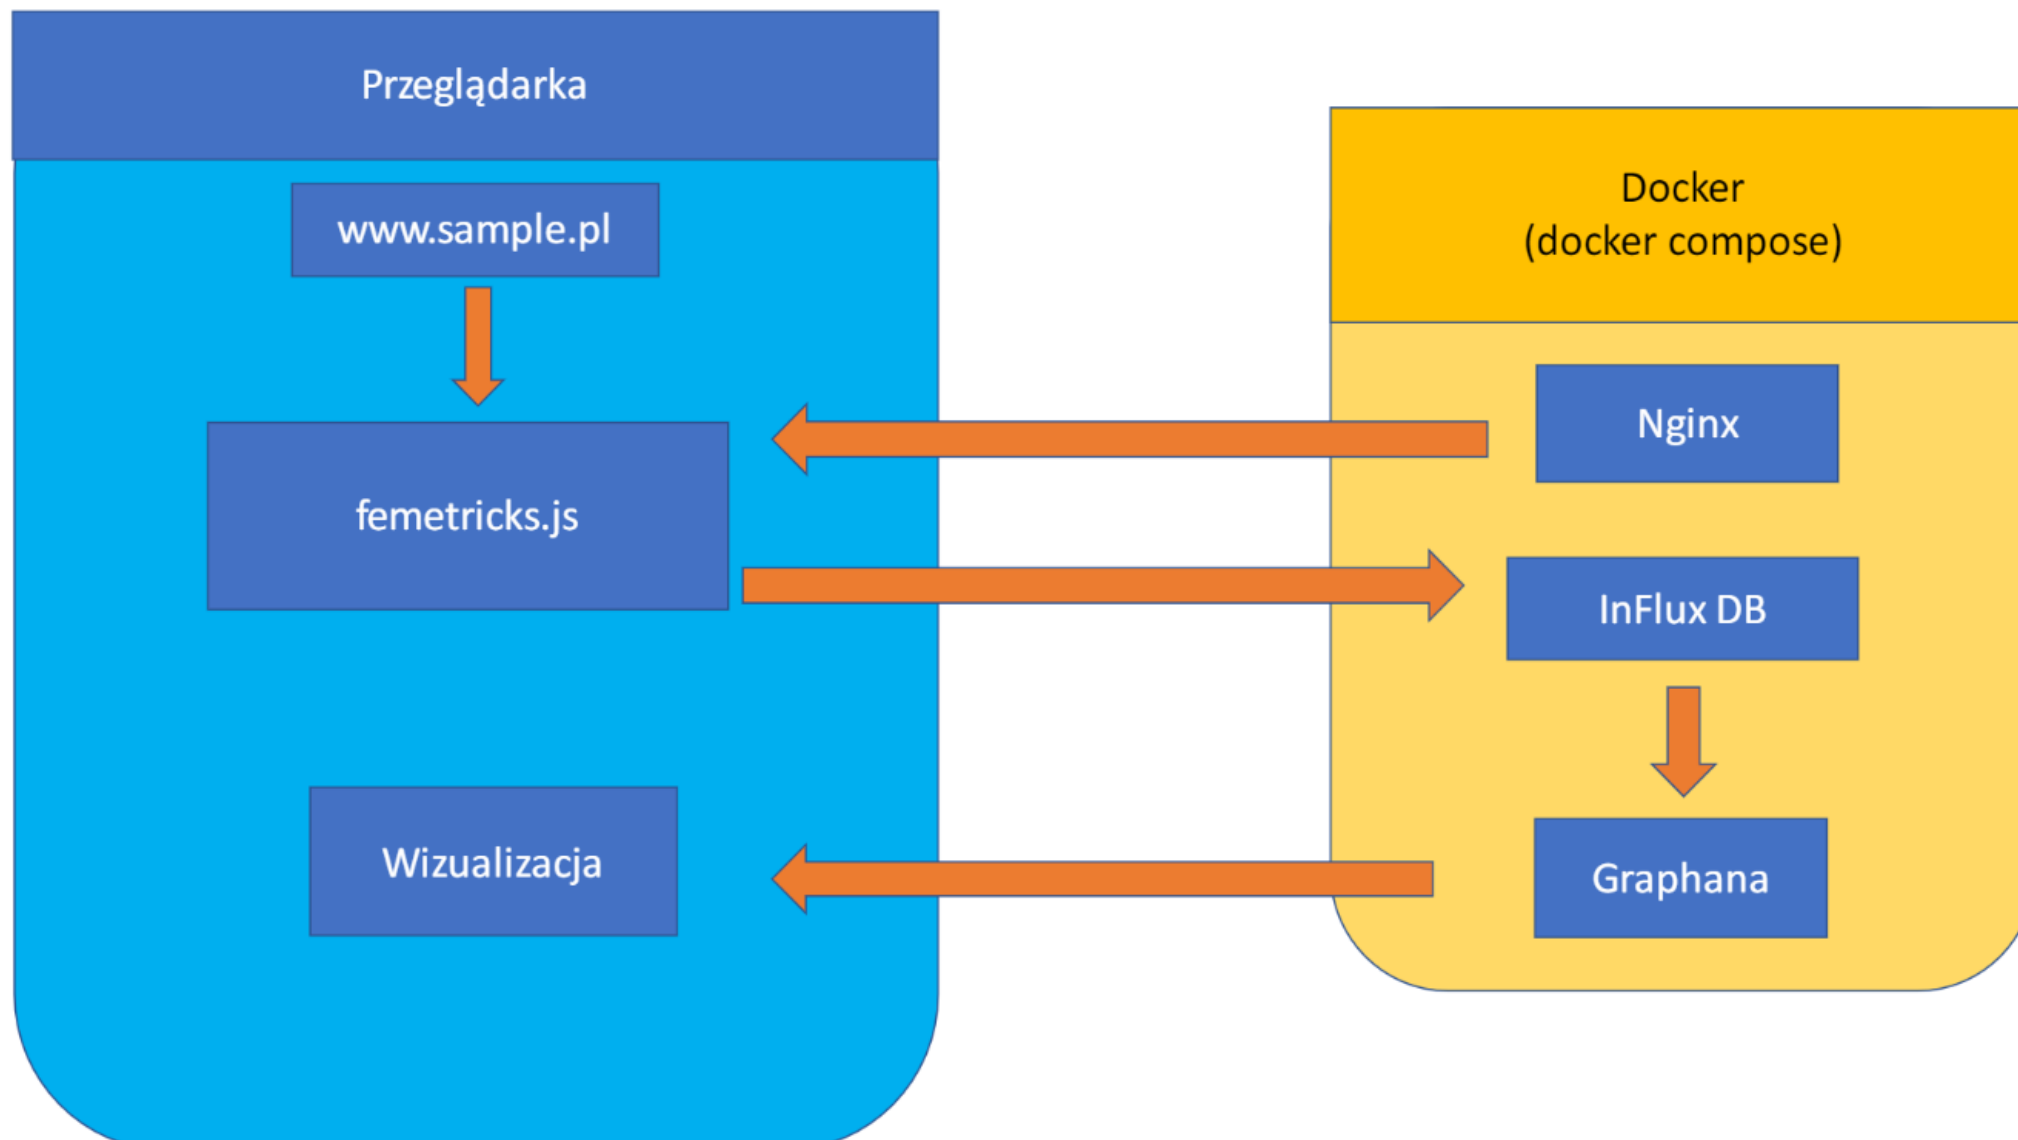 Przeglądarka
www.sample.pl
femetricks.js
Wizualizacja
Docker
(docker compose)
Nginx
InFlux DB
Graphana